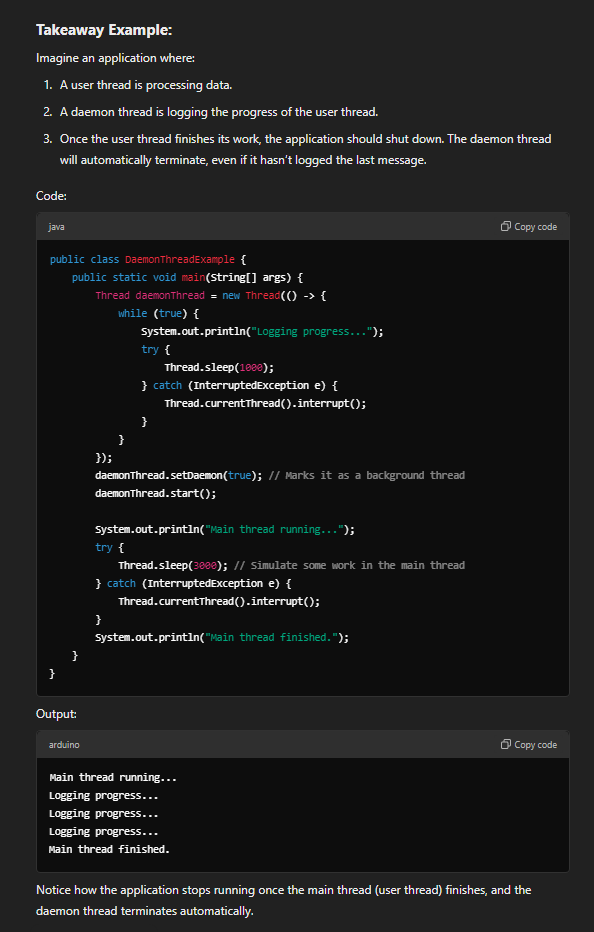 Takeaway Example:
Imagine an application where:
1. A user thread is processing data.
2. A daemon thread is logging the progress of the user thread.
3. Once the user thread finishes its work, the application should shut down. The daemon thread
will automatically terminate, even if it hasn't logged the last message.
Code:
java
Copy code
public class DaemonThreadExample {
    public static void main(String[] args) {
        Thread daemonThread = new Thread(() -> {
            while (true) {
                System.out.println("Logging progress...");
                try {
                    Thread.sleep(1000);
                } catch (InterruptedException e) {
                    Thread.currentThread().interrupt();
                }
            }
        });
        daemonThread.setDaemon(true); // Marks it as a background thread
        daemonThread.start();
        System.out.println("Main thread running...");
        try {
            Thread.sleep(3000); // Simulate some work in the main thread
        } catch (InterruptedException e) {
            Thread.currentThread().interrupt();
        }
        System.out.println("Main thread finished.");
    }
}
Output:
arduino
Copy code
Main thread running...
Logging progress...
Logging progress...
Logging progress...
Main thread finished.
Notice how the application stops running once the main thread (user thread) finishes, and the
daemon thread terminates automatically.